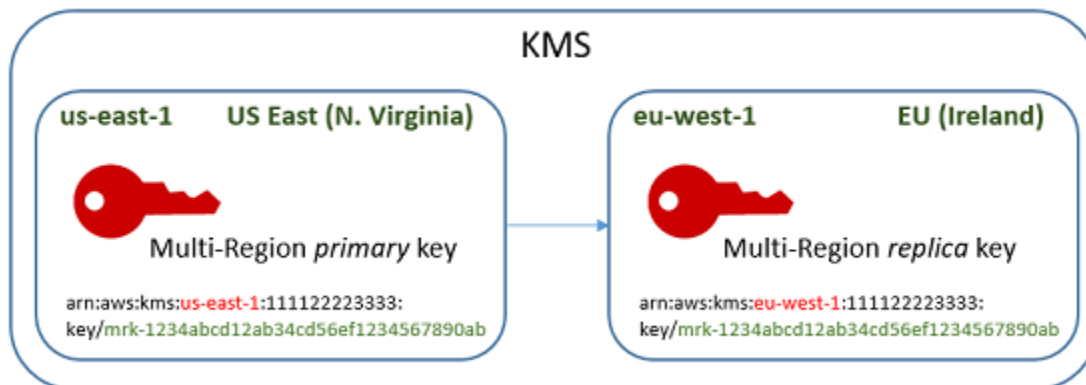 KMS
us-east-1 US East (N. Virginia)
Multi-Region primary key
arn:aws:kms:us-east-1:111122223333:
key/mrk-1234abcd12ab34cd56ef1234567890ab
eu-west-1 EU (Ireland)
Multi-Region replica key
arn:aws:kms:eu-west-1:111122223333:
key/mrk-1234abcd12ab34cd56ef1234567890ab